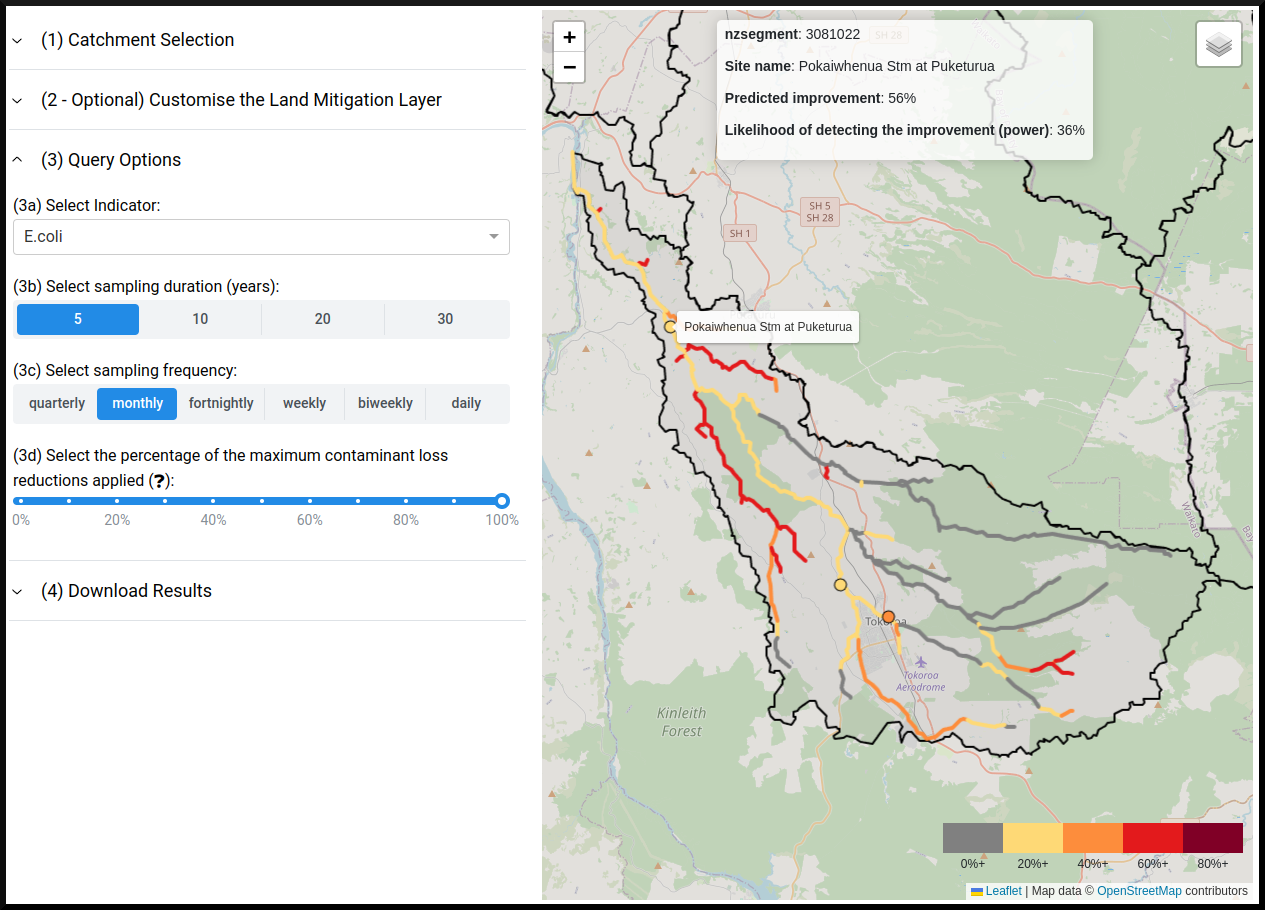 (1) Catchment Selection
(2 - Optional) Customise the Land Mitigation Layer
(3) Query Options
(3a) Select Indicator:
E.coli
(3b) Select sampling duration (years):
5 10 20 30
(3c) Select sampling frequency:
quarterly monthly fortnightly weekly biweekly daily
(3d) Select the percentage of the maximum contaminant loss
reductions applied (?):
0% 20% 40% 60% 80% 100%
(4) Download Results
+
−
nzsegment: 3081022
Site name: Pokaiwhenua Stm at Puketurua
Predicted improvement: 56%
Likelihood of detecting the improvement (power): 36%
SH 28
SH 5
SH 28
SH 1
Pokaiwhenua Stm at Puketurua
Waikato
Tokoroa
Tokoroa
Aerodrome
Kinleith
Forest
0%+ 20%+ 40%+ 60%+ 80%+
Leaflet | Map data © OpenStreetMap contributors